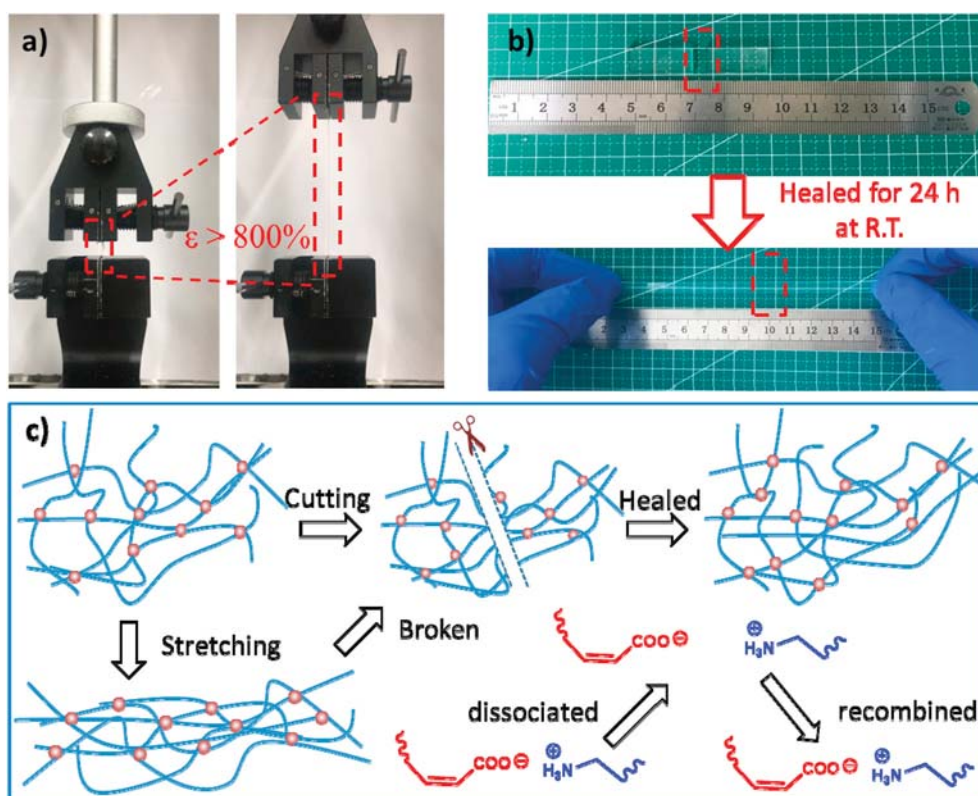 a)
ε > 800%
b)
1 2 3 4 5 6 7 8 9 10 11 12 13 14 15
Healed for 24 h
at R.T.
2 3 4 5 6 7 8 9 10 11 12 13 14 15
c)
Cutting
Healed
Stretching
Broken
COO⊖
⊕
H₃N
dissociated
recombined
COO⊖
⊕
H₃N
COO⊖
⊕
H₃N